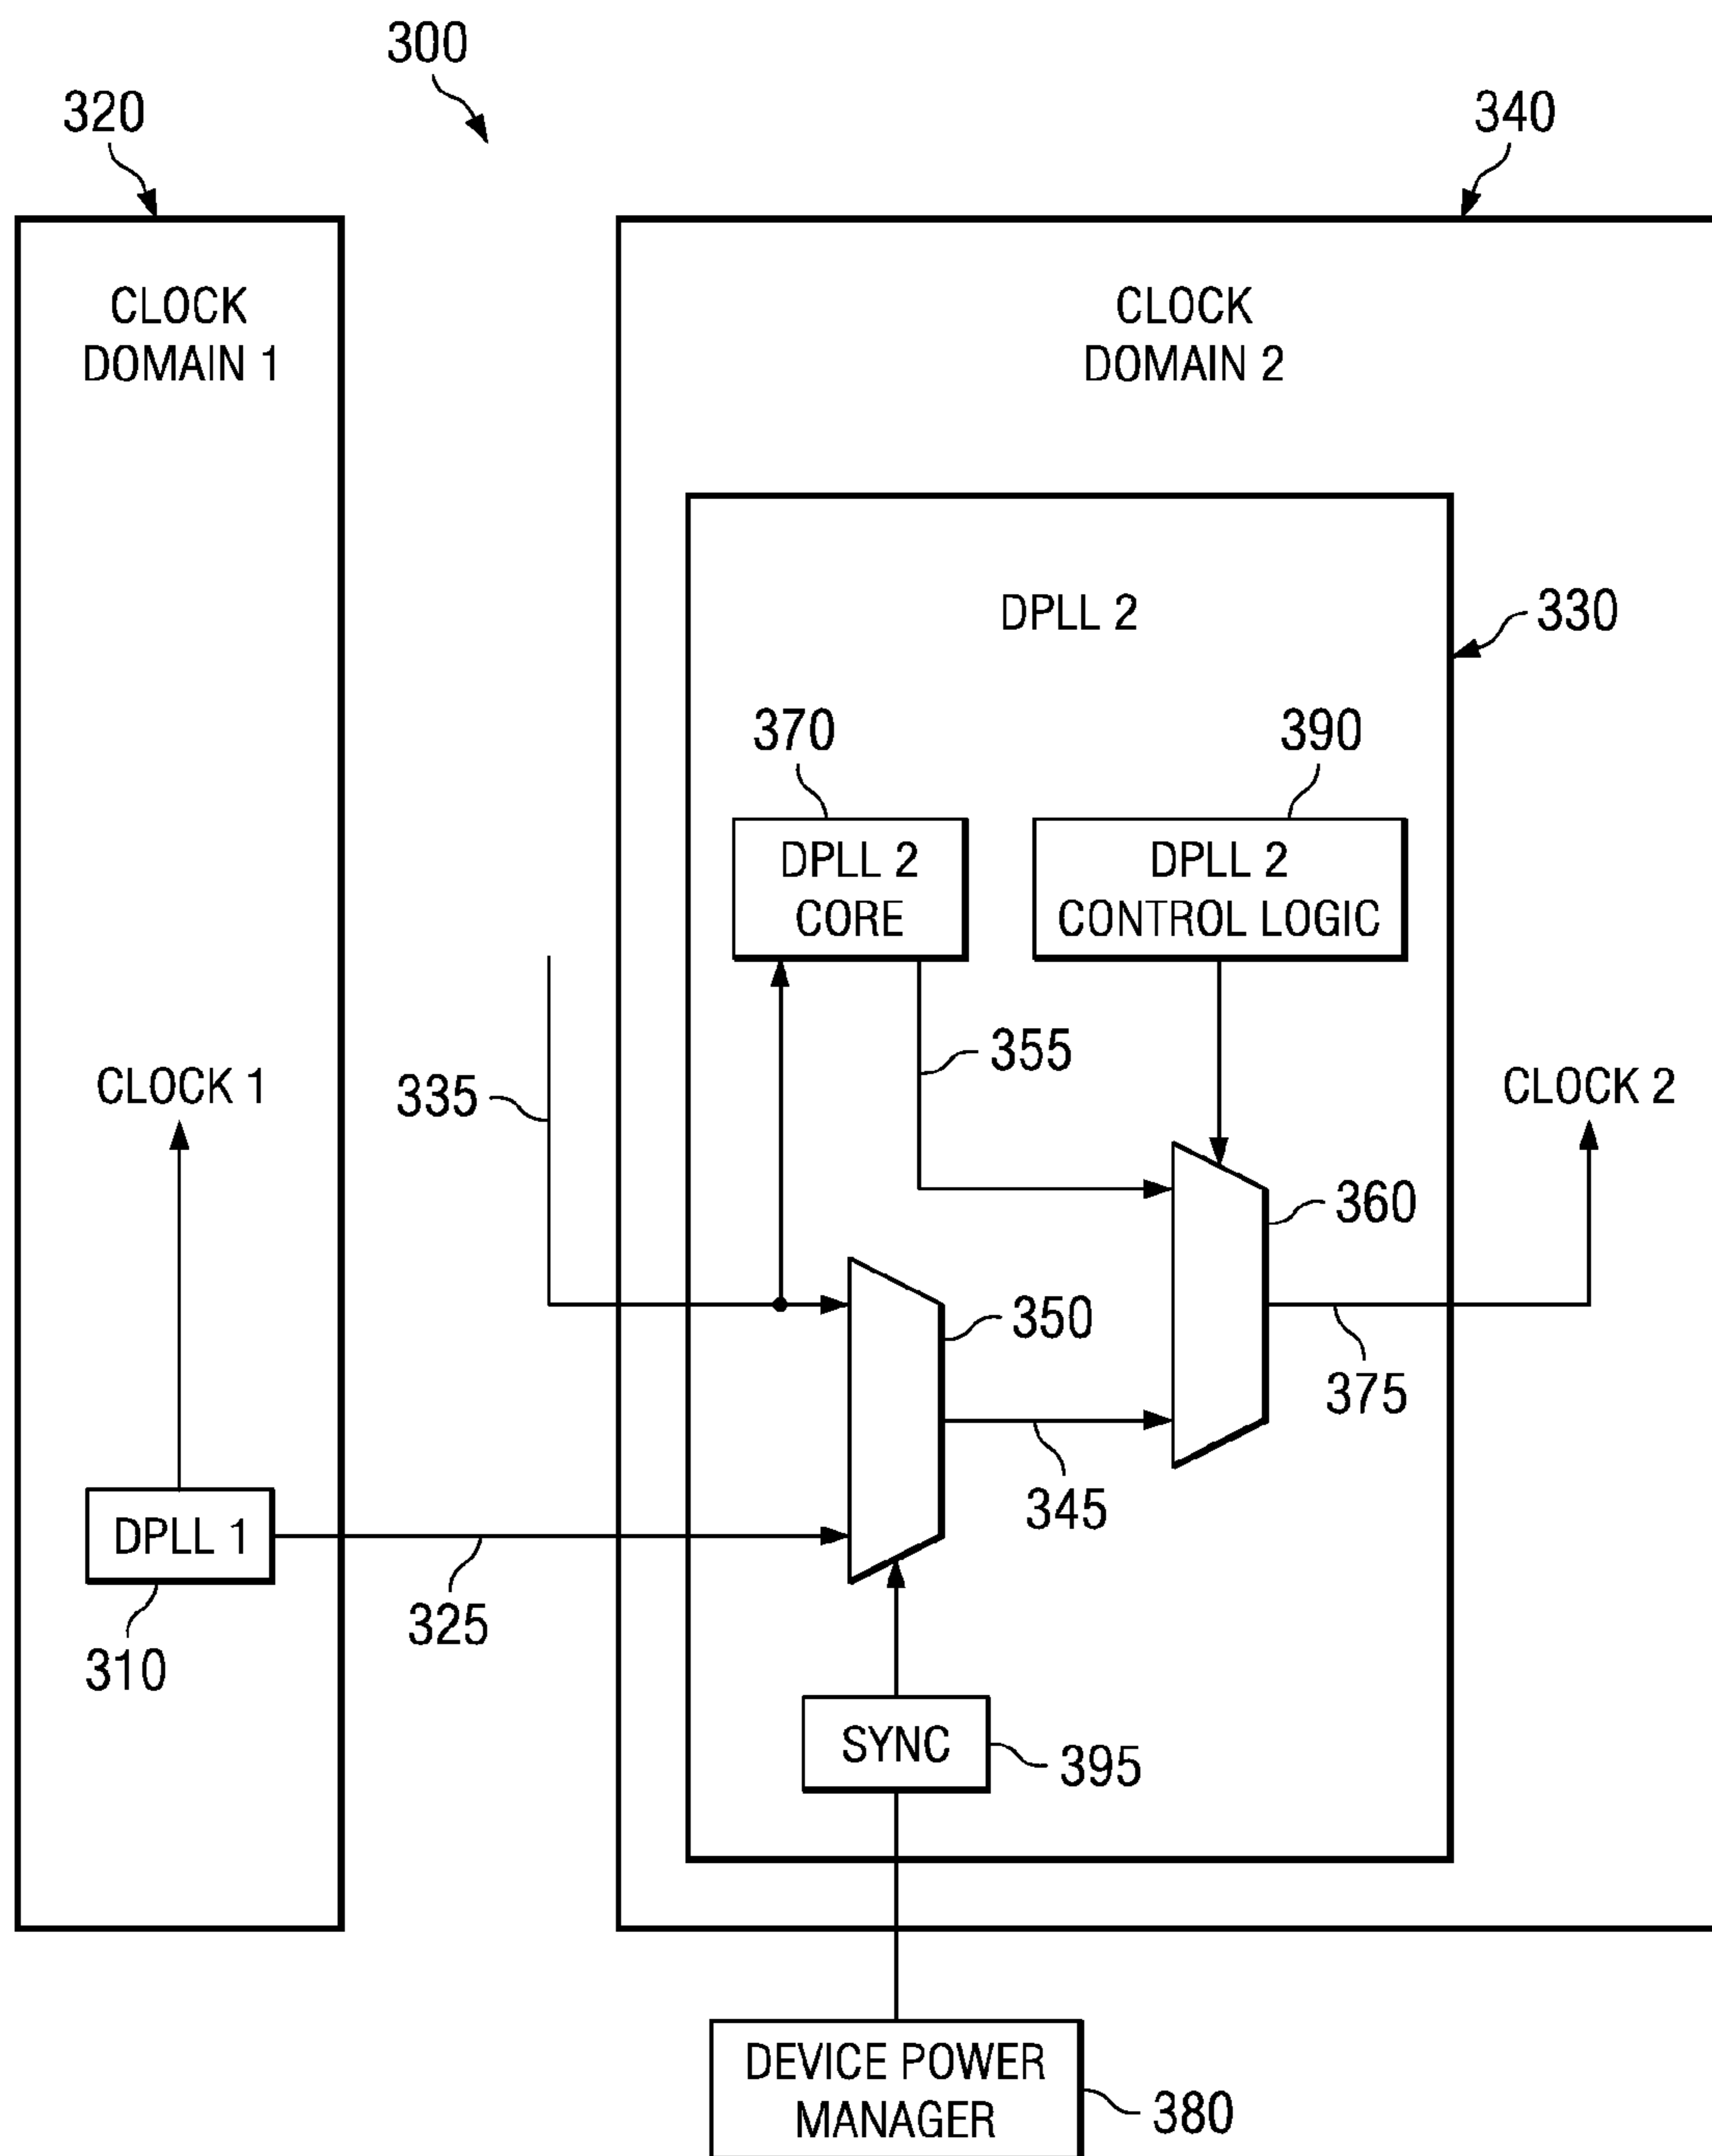 300
320
340
CLOCK
DOMAIN 1
CLOCK
DOMAIN 2
DPLL 2
330
370
390
DPLL 2
CORE
DPLL 2
CONTROL LOGIC
355
335
CLOCK 1
CLOCK 2
360
350
375
345
DPLL 1
325
310
SYNC
395
DEVICE POWER
MANAGER
380